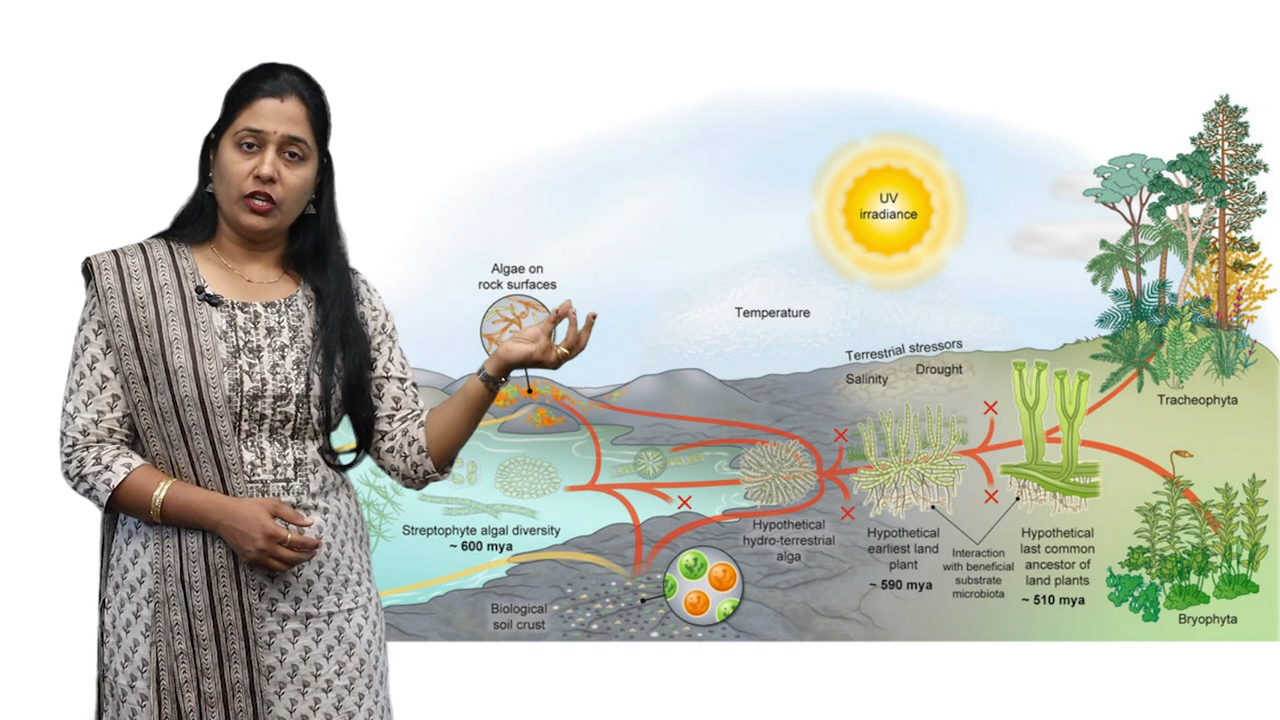 UV
irradiance
Algae on
rock surfaces
Temperature
Terrestrial stressors
Salinity
Drought
Tracheophyta
Streptophyte algal diversity
~ 600 mya
Hypothetical
hydro-terrestrial
alga
Hypothetical
earliest land
plant
~ 590 mya
Interaction
with beneficial
substrate
microbiota
Hypothetical
last common
ancestor of
land plants
~ 510 mya
Biological
soil crust
Bryophyta